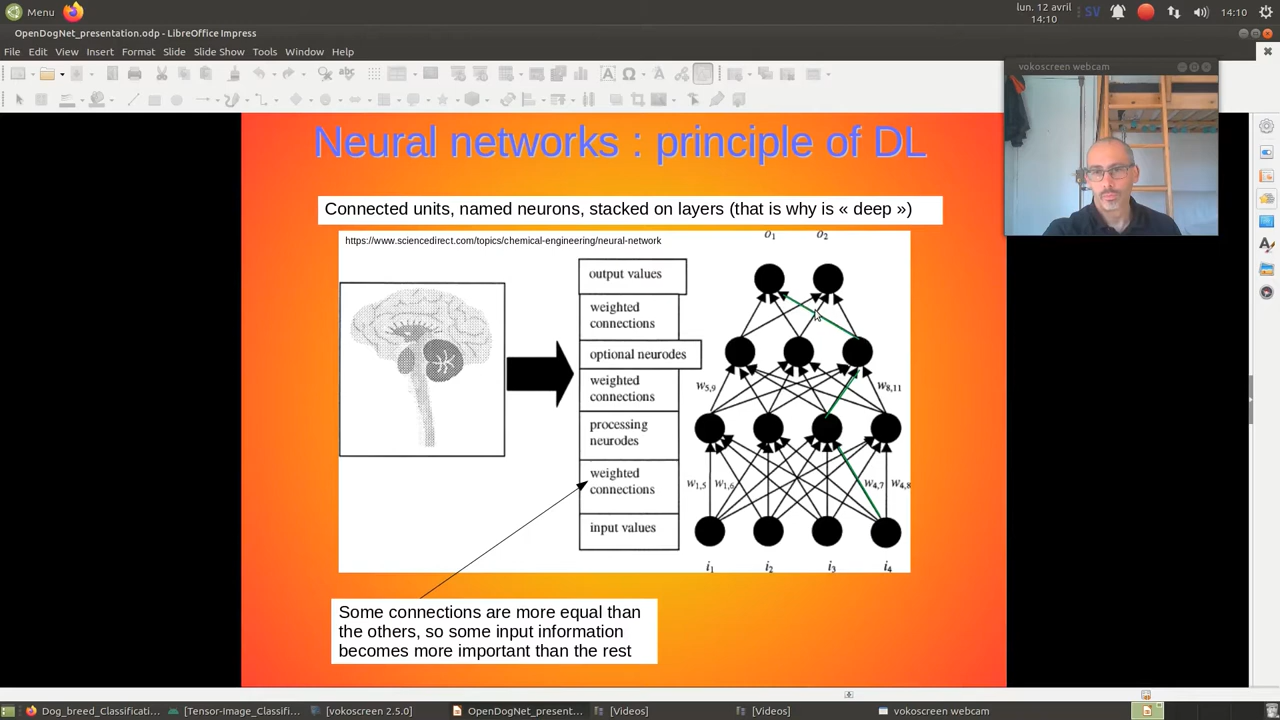 Menu
lun. 12 avril
14:10
SV
14:10
OpenDogNet_presentation.odp - LibreOffice Impress
File Edit View Insert Format Slide Slide Show Tools Window Help
vokoscreen webcam
Neural networks : principle of DL
Connected units, named neurons, stacked on layers (that is why is « deep »)
https://www.sciencedirect.com/topics/chemical-engineering/neural-network
o1 o2
output values
weighted
connections
optional neurodes
weighted
connections
w5,9 w8,11
processing
neurodes
weighted
connections
w1,5 w1,6 w4,7 w4,8
input values
i1 i2 i3 i4
Some connections are more equal than
the others, so some input information
becomes more important than the rest
Dog_breed_Classificati... [Tensor-Image_Classifi... [vokoscreen 2.5.0] OpenDogNet_present... [Videos] [Videos] vokoscreen webcam